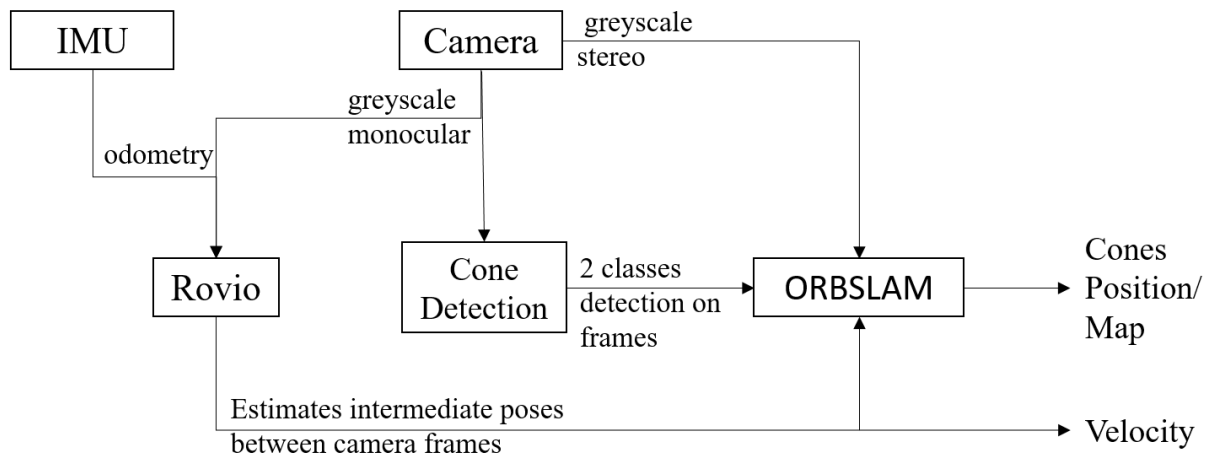 IMU
Camera
greyscale
stereo
greyscale
monocular
odometry
Rovio
Cone
Detection
2 classes
detection on
frames
ORBSLAM
Cones
Position/
Map
Estimates intermediate poses
between camera frames
Velocity